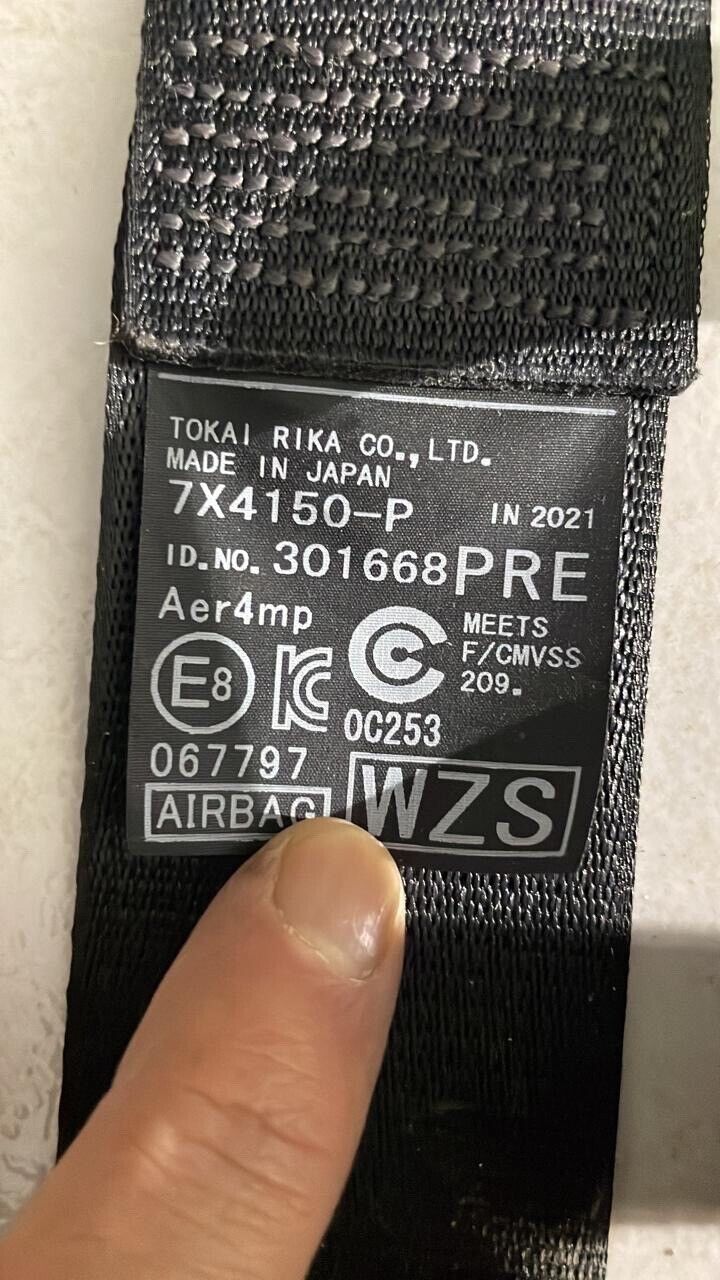 TOKAI RIKA CO.,LTD.
MADE IN JAPAN
7X4150-P IN 2021
ID.NO. 301668PRE
Aer4mp
MEETS
F/CMVSS
209.
E8
KC
0C253
067797
AIRBAG
WZS